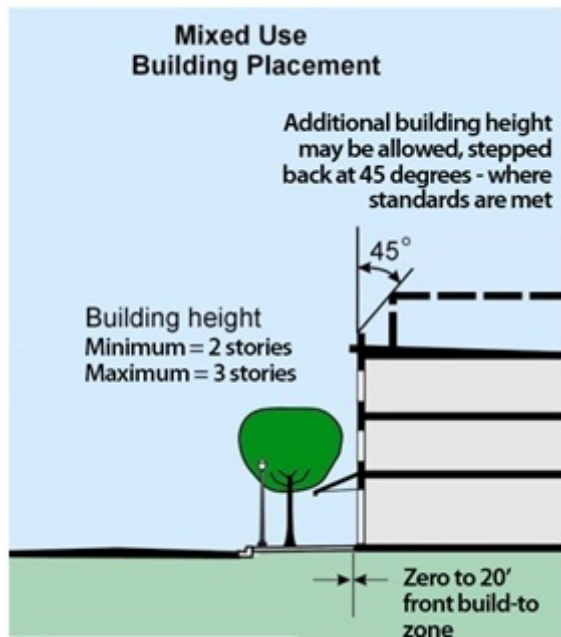 Mixed Use
Building Placement
Additional building height
may be allowed, stepped
back at 45 degrees - where
standards are met
45°
Building height
Minimum = 2 stories
Maximum = 3 stories
Zero to 20'
front build-to
zone